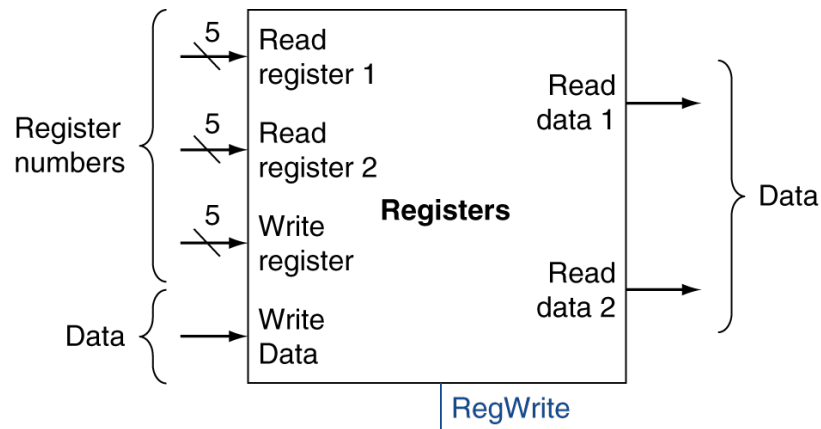 5
Read
register 1
Register
numbers
5
Read
register 2
5
Write
register
Data
Write
Data
Registers
Read
data 1
Read
data 2
Data
RegWrite